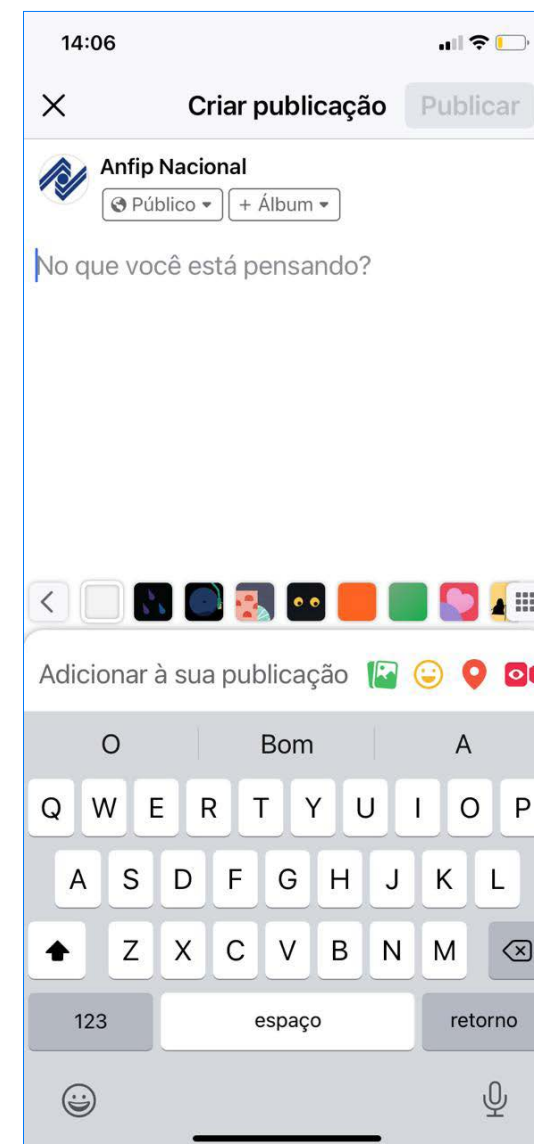 14:06
Criar publicação Publicar
Anfip Nacional
Público + Álbum
No que você está pensando?
Adicionar à sua publicação
O Bom A
Q W E R T Y U I O P
A S D F G H J K L
Z X C V B N M
123 espaço retorno